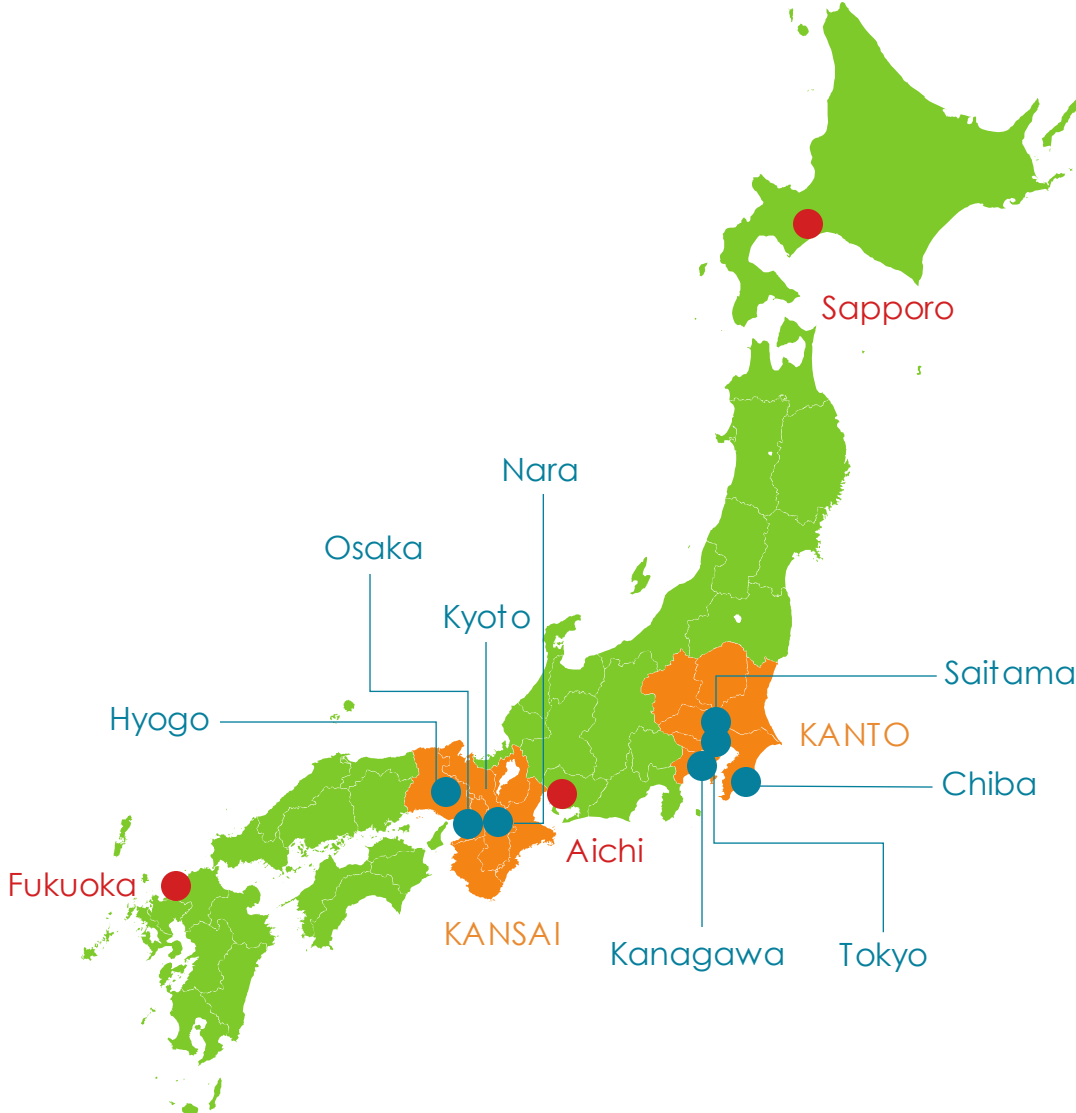 Sapporo
Nara
Osaka
Kyoto
Saitama
Hyogo
KANTO
Chiba
Aichi
Fukuoka
KANSAI
Kanagawa
Tokyo